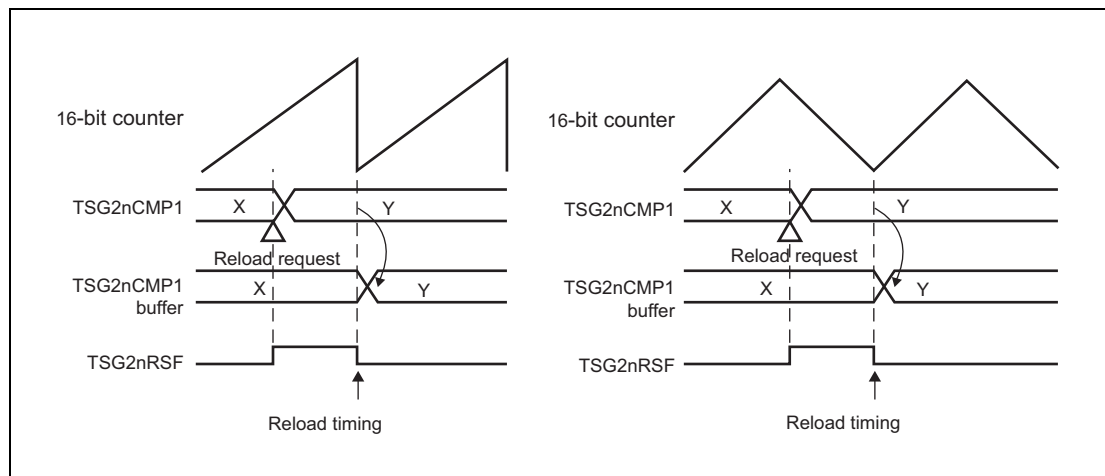 16-bit counter
TSG2nCMP1
X
Y
Reload request
TSG2nCMP1
buffer
X
Y
TSG2nRSF
Reload timing
16-bit counter
TSG2nCMP1
X
Y
Reload request
TSG2nCMP1
buffer
X
Y
TSG2nRSF
Reload timing